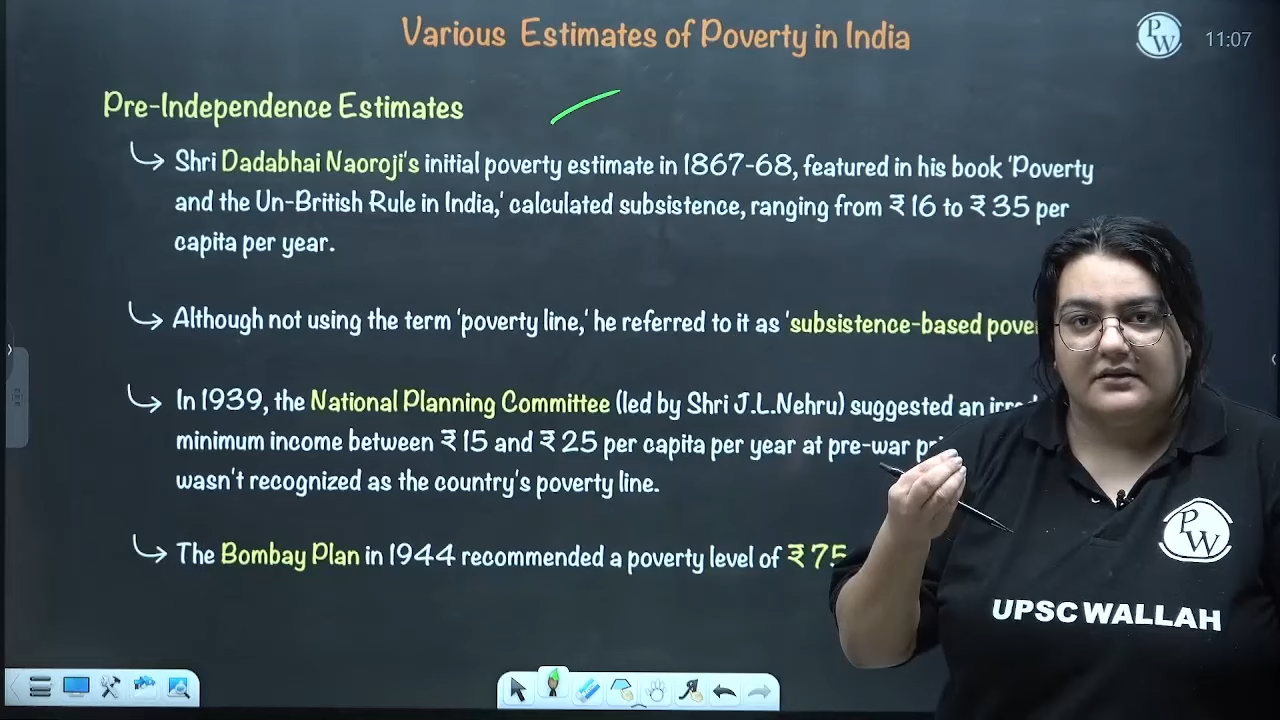 Various Estimates of Poverty in India
PW
11:07
Pre-Independence Estimates
Shri Dadabhai Naoroji's initial poverty estimate in 1867-68, featured in his book 'Poverty
and the Un-British Rule in India,' calculated subsistence, ranging from ₹16 to ₹35 per
capita per year.
Although not using the term 'poverty line,' he referred to it as 'subsistence-based
In 1939, the National Planning Committee (led by Shri J.L.Nehru) suggested an
minimum income between ₹15 and ₹25 per capita per year at pre-war
wasn't recognized as the country's poverty line.
The Bombay Plan in 1944 recommended a poverty level of ₹75
PW
UPSC WALLAH